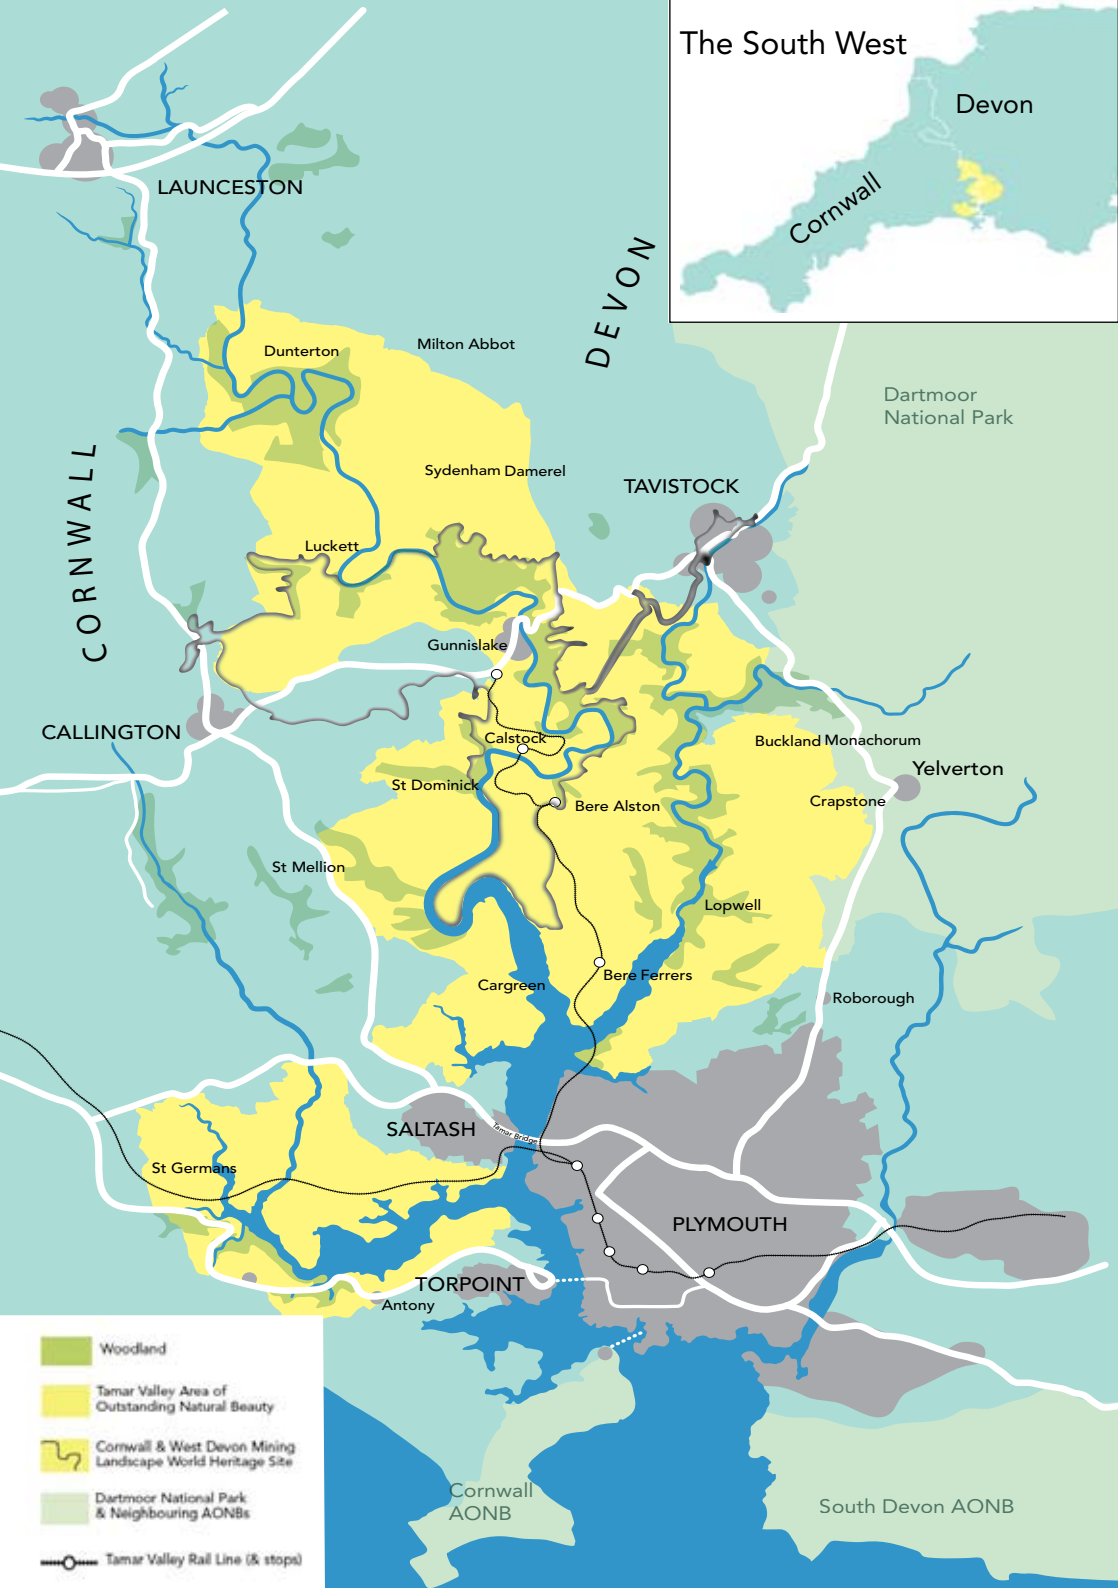 The South West
Devon
Cornwall
LAUNCESTON
DEVON
Dunterton
Milton Abbot
Dartmoor
National Park
CORNWALL
Sydenham Damerel
TAVISTOCK
Luckett
Gunnislake
CALLINGTON
Calstock
Buckland Monachorum
Yelverton
St Dominick
Bere Alston
Crapstone
St Mellion
Lopwell
Cargreen
Bere Ferrers
Roborough
SALTASH
Tamar Bridge
St Germans
PLYMOUTH
TORPOINT
Antony
Woodland
Tamar Valley Area of
Outstanding Natural Beauty
Cornwall & West Devon Mining
Landscape World Heritage Site
Dartmoor National Park
& Neighbouring AONBs
Tamar Valley Rail Line (& stops)
Cornwall
AONB
South Devon AONB